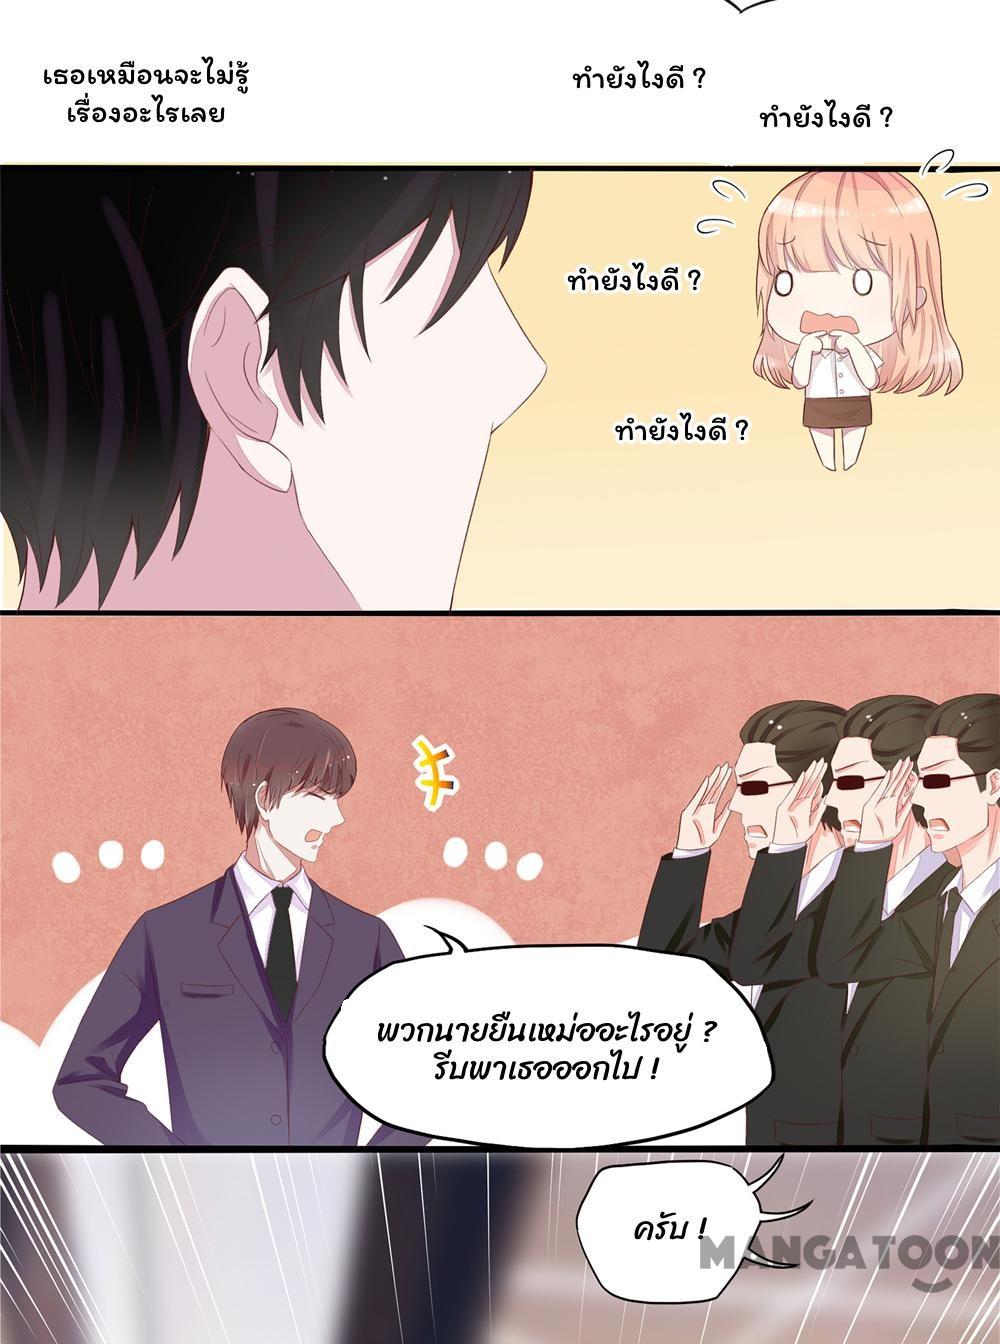 เธอเหมือนจะไม่รู้
เรื่องอะไรเลย
ทำยังไงดี ?
ทำยังไงดี ?
ทำยังไงดี ?
ทำยังไงดี ?
พวกนายยืนเหม่ออะไรอยู่ ?
รีบพาเธอออกไป !
ครับ !
MANGATOON